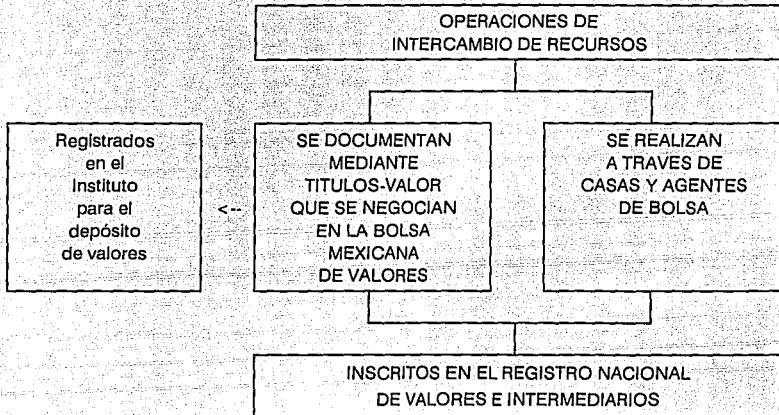 OPERACIONES DE
INTERCAMBIO DE RECURSOS
Registrados
en el
Instituto
para el
depósito
de valores
<--
SE DOCUMENTAN
MEDIANTE
TITULOS-VALOR
QUE SE NEGOCIAN
EN LA BOLSA
MEXICANA
DE VALORES
SE REALIZAN
A TRAVES DE
CASAS Y AGENTES
DE BOLSA
INSCRITOS EN EL REGISTRO NACIONAL
DE VALORES E INTERMEDIARIOS